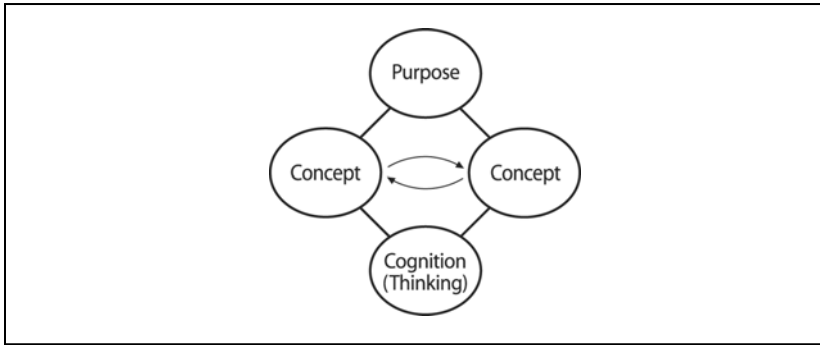 Purpose
Concept
Concept
Cognition
(Thinking)